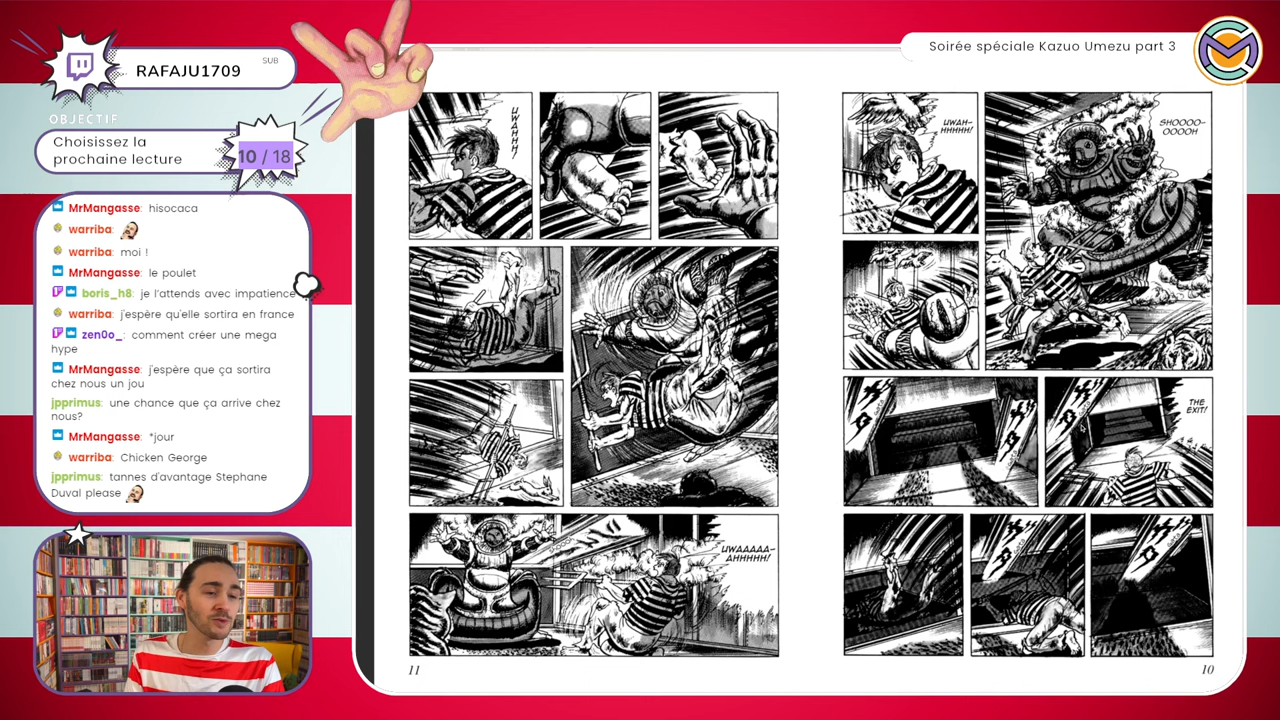 RAFAJU1709
SUB
OBJECTIF
Choisissez la
prochaine lecture
10 / 18
MrMangasse: hisocaca
warriba:
warriba: moi !
MrMangasse: le poulet
boris_h8: je l'attends avec impatience
warriba: j'espère qu'elle sortira en france
zen0o_: comment créer une mega
hype
MrMangasse: j'espère que ça sortira
chez nous un jou
jpprimus: une chance que ça arrive chez
nous?
MrMangasse: *jour
warriba: Chicken George
jpprimus: tannes d'avantage Stephane
Duval please
Soirée spéciale Kazuo Umezu part 3
UWAH-
HHHHH!
SHOOOOO-
OOOOH
THE
EXIT!
10
UWAHHH!
UWAAAAA-
AHHHHH!
11